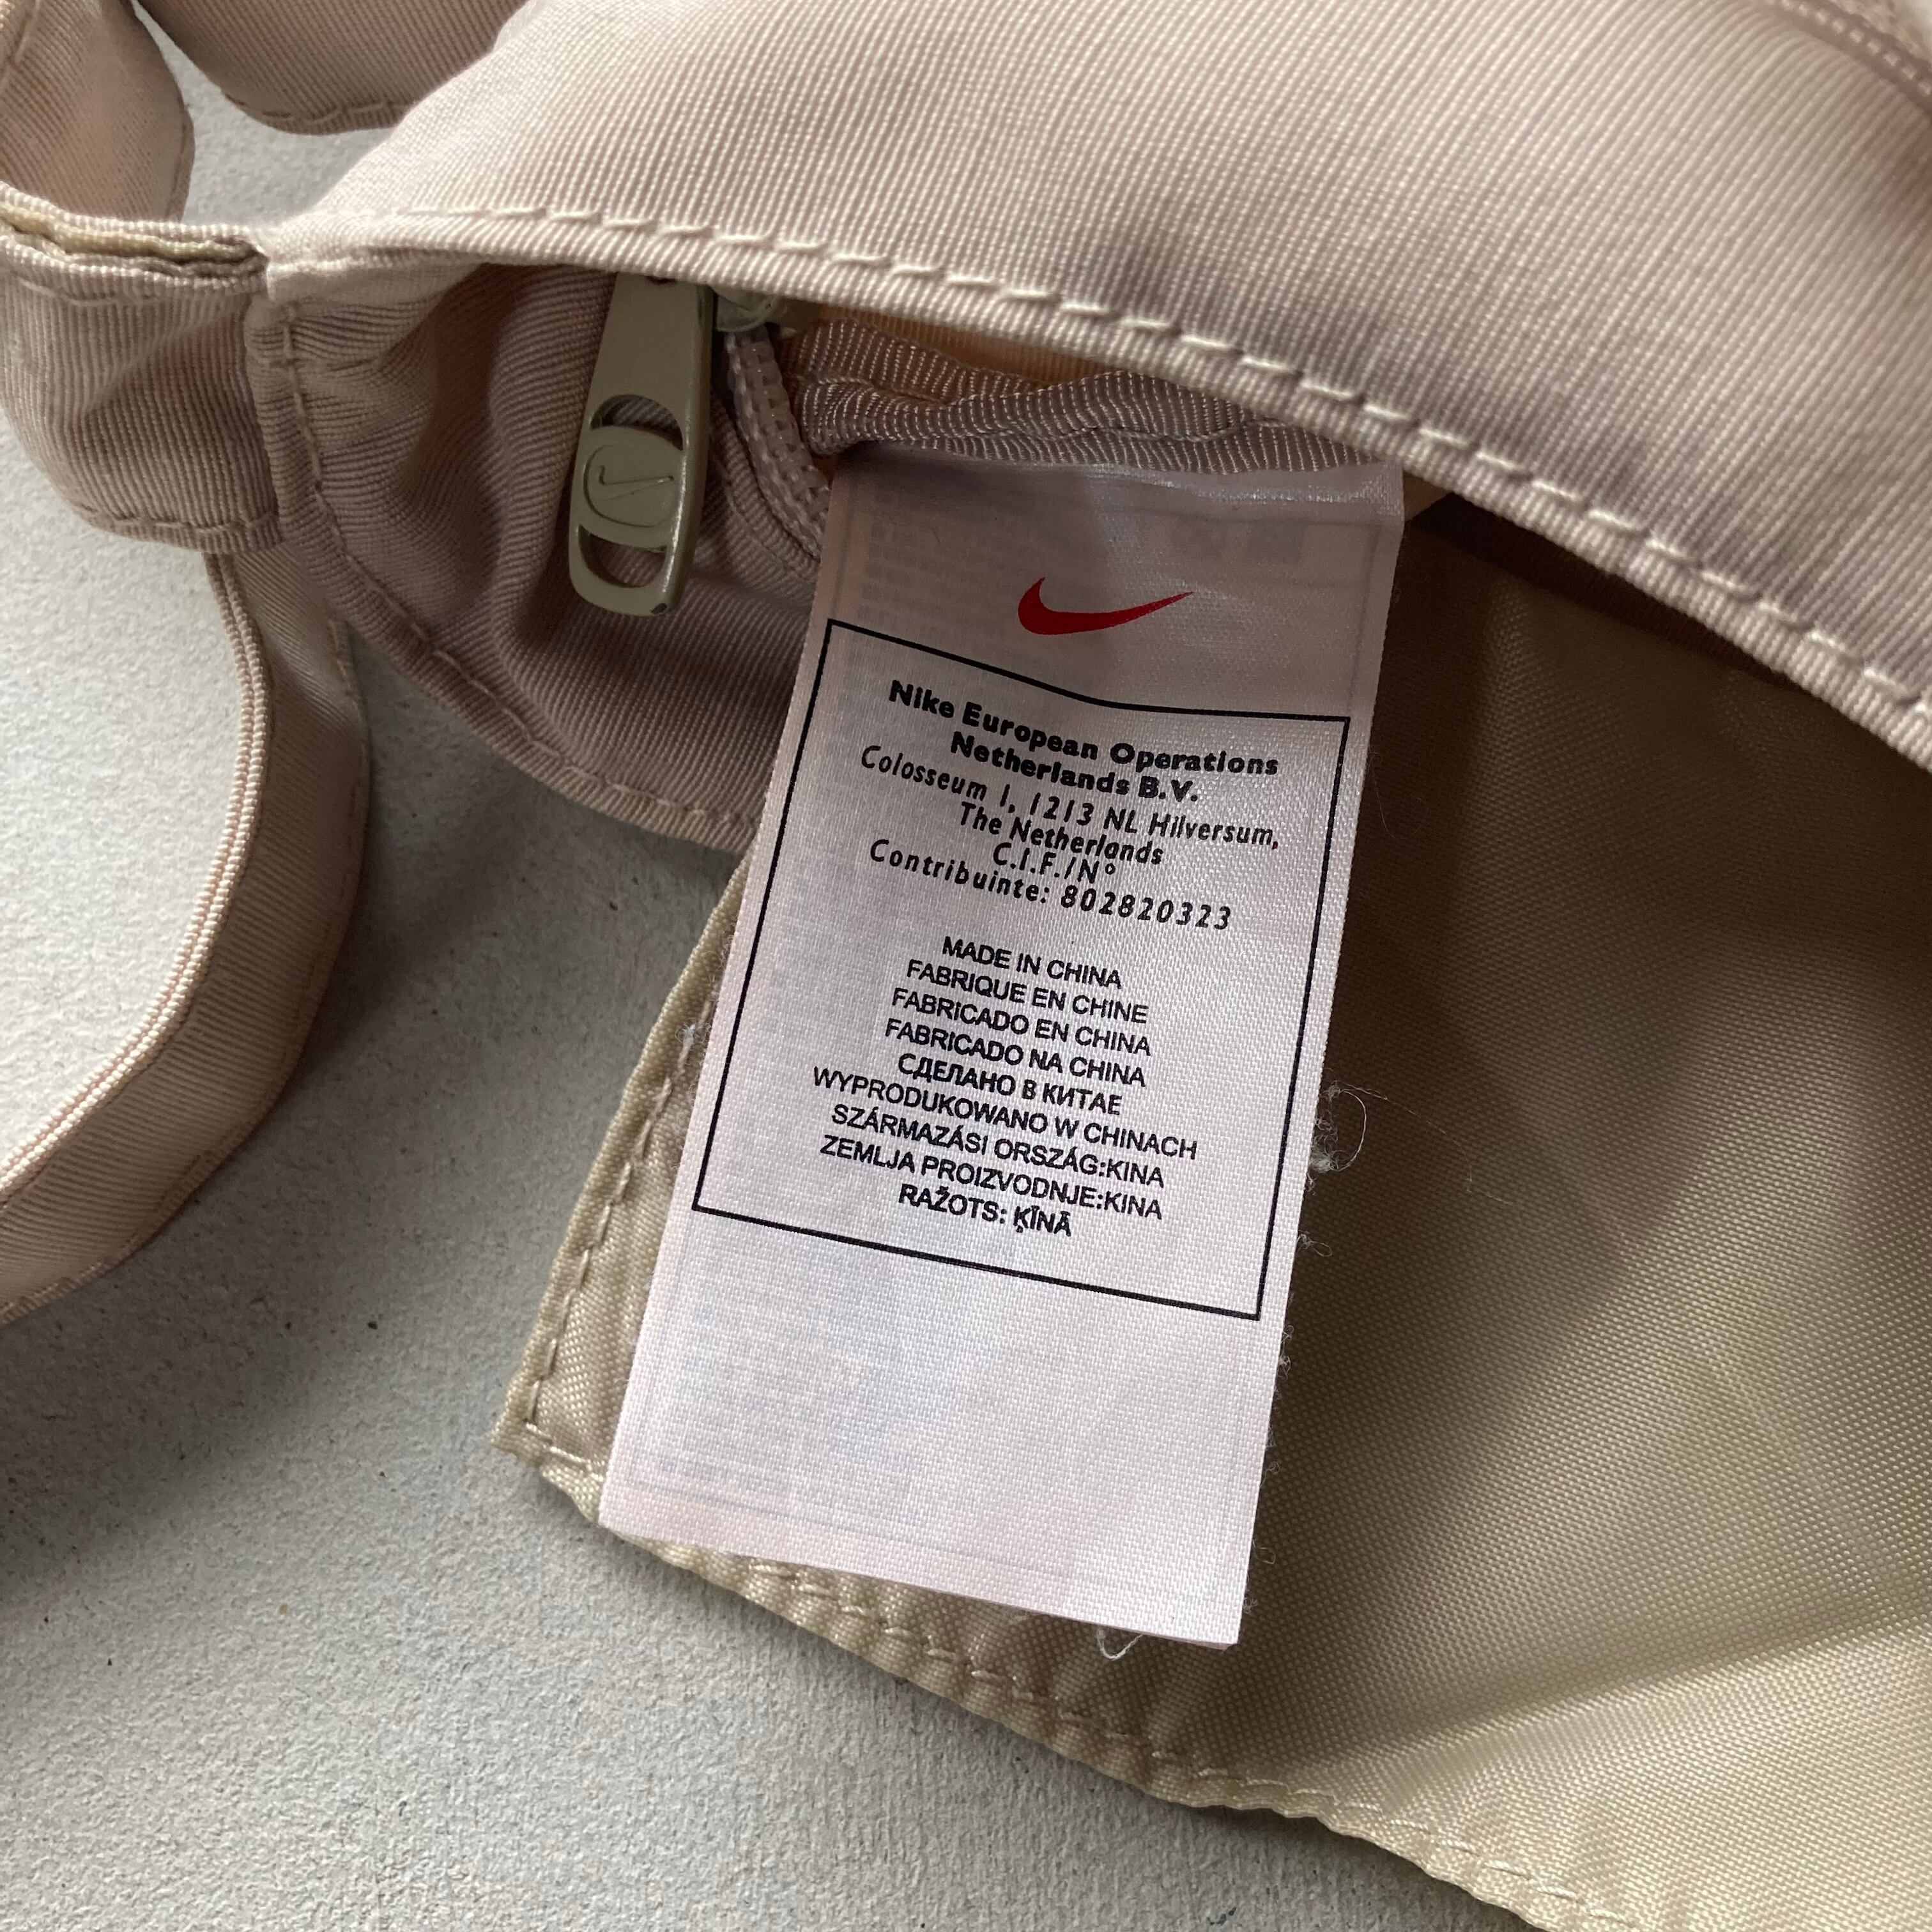 Nike European Operations
Netherlands B.V.
Colosseum 1, 1213 NL Hilversum,
The Netherlands
C.I.F./N°
Contribuinte: 802820323
MADE IN CHINA
FABRIQUE EN CHINE
FABRICADO EN CHINA
FABRICADO NA CHINA
СДЕЛАНО В КИТАЕ
WYPRODUKOWANO W CHINACH
SZÁRMAZÁSI ORSZÁG:KINA
ZEMLJA PROIZVODNJE:KINA
RAŽOTS: ĶĪNĀ